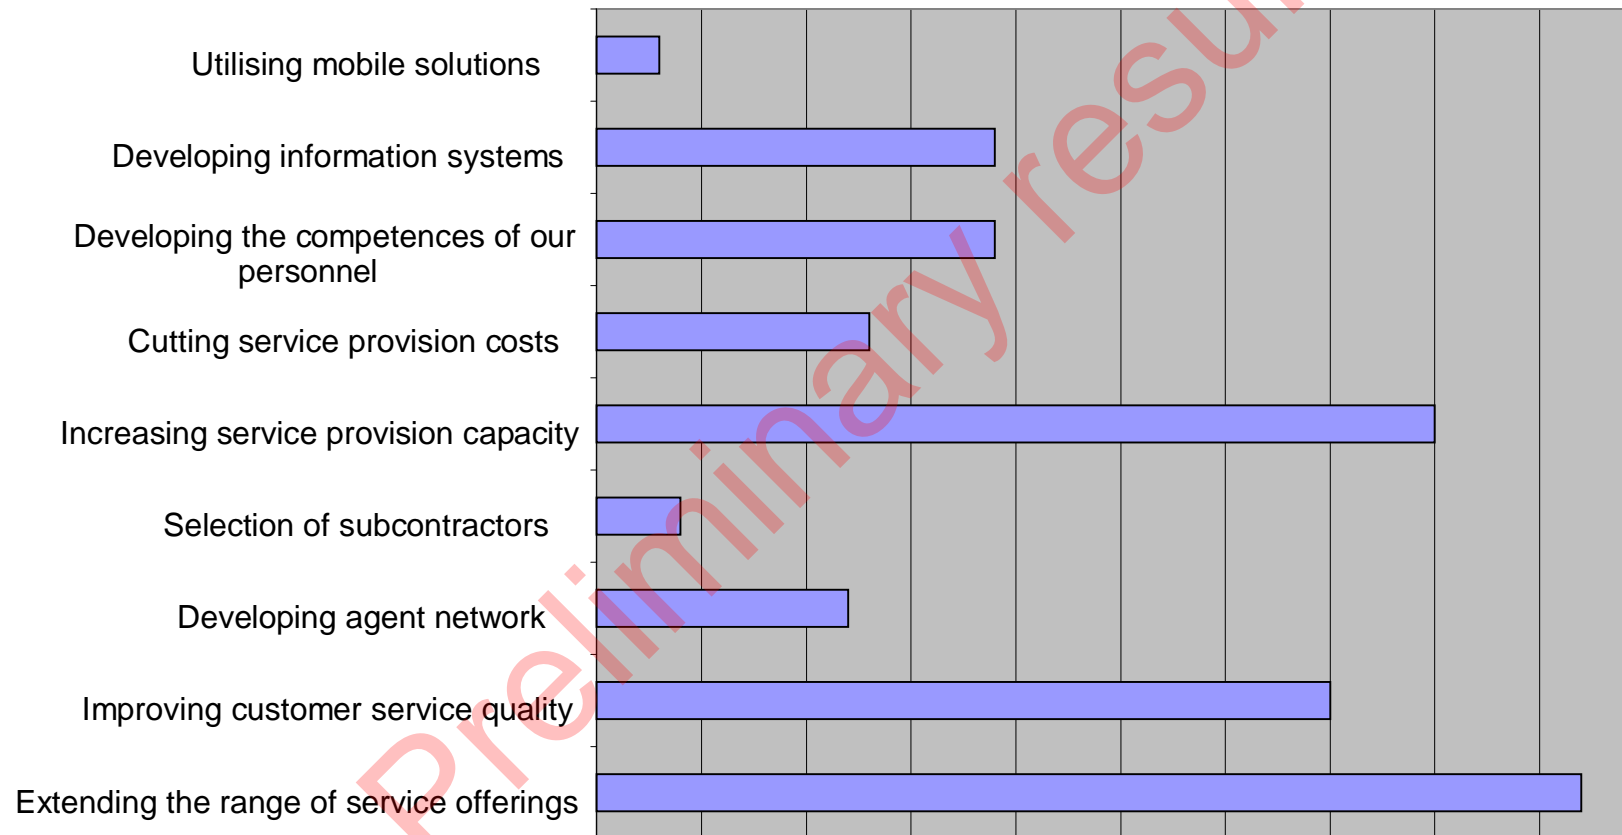 Utilising mobile solutions
Developing information systems
Developing the competences of our
personnel
Cutting service provision costs
Increasing service provision capacity
Selection of subcontractors
Developing agent network
Improving customer service quality
Extending the range of service offerings
Preliminary resu